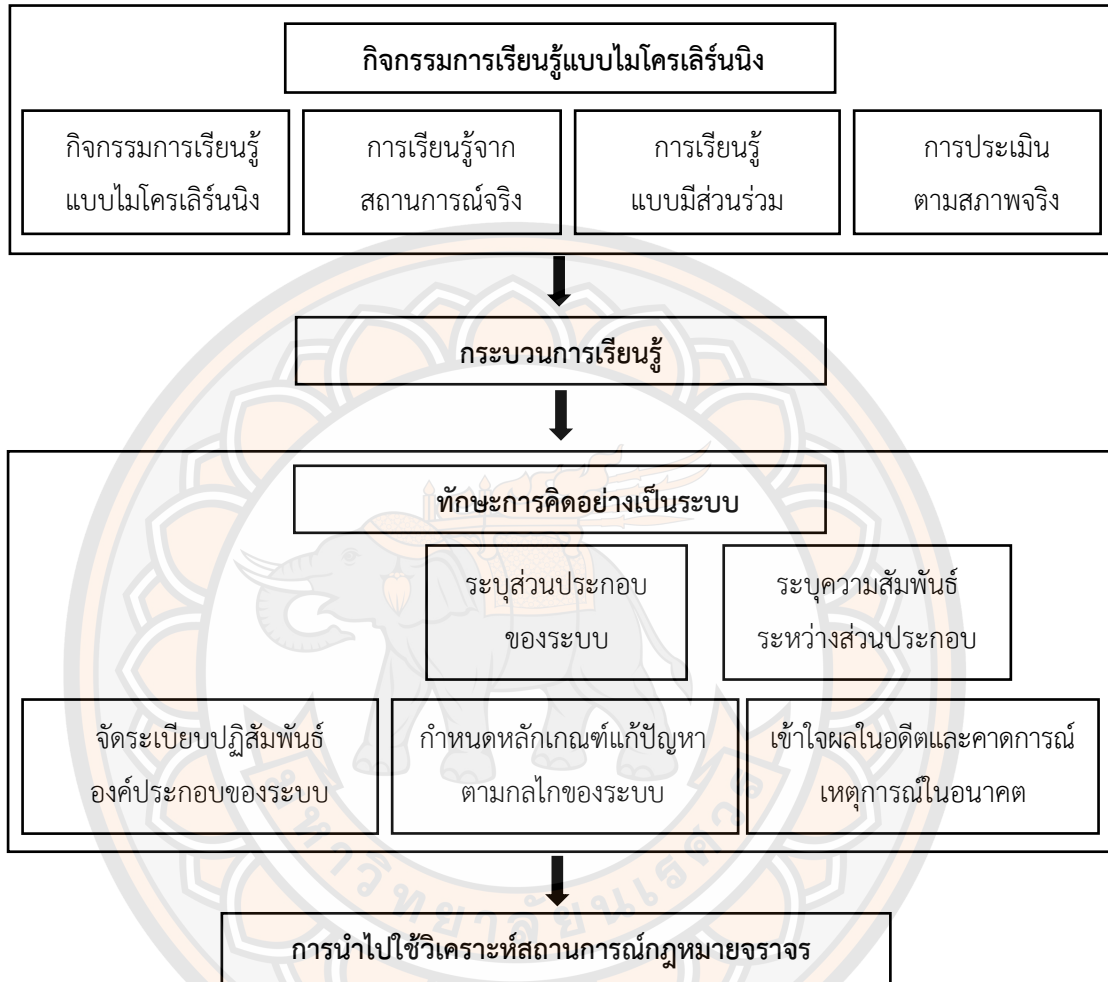 กิจกรรมการเรียนรู้แบบไมโครเลิร์นนิง
กิจกรรมการเรียนรู้
แบบไมโครเลิร์นนิง
การเรียนรู้จาก
สถานการณ์จริง
การเรียนรู้
แบบมีส่วนร่วม
การประเมิน
ตามสภาพจริง
กระบวนการเรียนรู้
ทักษะการคิดอย่างเป็นระบบ
ระบุส่วนประกอบ
ของระบบ
ระบุความสัมพันธ์
ระหว่างส่วนประกอบ
จัดระเบียบปฏิสัมพันธ์
องค์ประกอบของระบบ
กำหนดหลักเกณฑ์แก้ปัญหา
ตามกลไกของระบบ
เข้าใจผลในอดีตและคาดการณ์
เหตุการณ์ในอนาคต
มหาวิทยาลัยนเรศวร
การนำไปใช้วิเคราะห์สถานการณ์กฎหมายจราจร